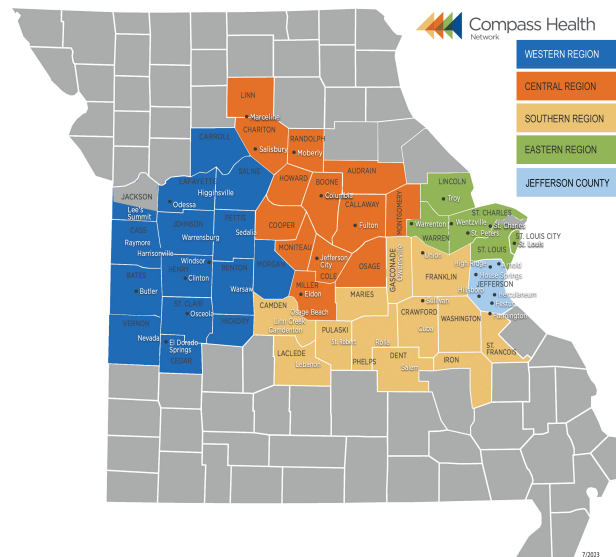 Compass Health
Network
WESTERN REGION
CENTRAL REGION
SOUTHERN REGION
EASTERN REGION
JEFFERSON COUNTY
LINN
Marceline
CHARITON
Salisbury
RANDOLPH
Moberly
CARROLL
SALINE
HOWARD
BOONE
Columbia
AUDRAIN
CALLAWAY
Fulton
MONTGOMERY
LINCOLN
Troy
JACKSON
Lee's
Summit
LAFAYETTE
Higginsville
Odessa
CASS
Raymore
Harrisonville
JOHNSON
Warrensburg
PETTIS
Sedalia
COOPER
MONITEAU
Jefferson
City
COLE
OSAGE
GASCONADE
Owensville
Warrenton
WARREN
Wentzville
ST. CHARLES
St. Charles
St. Peters
ST. LOUIS CITY
St. Louis
ST. LOUIS
BATES
Butler
Windsor
HENRY
Clinton
BENTON
Warsaw
MORGAN
MILLER
Eldon
Osage Beach
MARIES
Union
FRANKLIN
Sullivan
High Ridge
Arnold
House Springs
JEFFERSON
Hillsboro
Herculaneum
Festus
VERNON
Nevada
ST. CLAIR
Osceola
El Dorado
Springs
CEDAR
HICKORY
CAMDEN
Linn Creek
Camdenton
PULASKI
St. Robert
LACLEDE
Lebanon
PHELPS
Rolla
CRAWFORD
Cuba
DENT
Salem
WASHINGTON
IRON
Farmington
ST.
FRANCOIS
7/2023